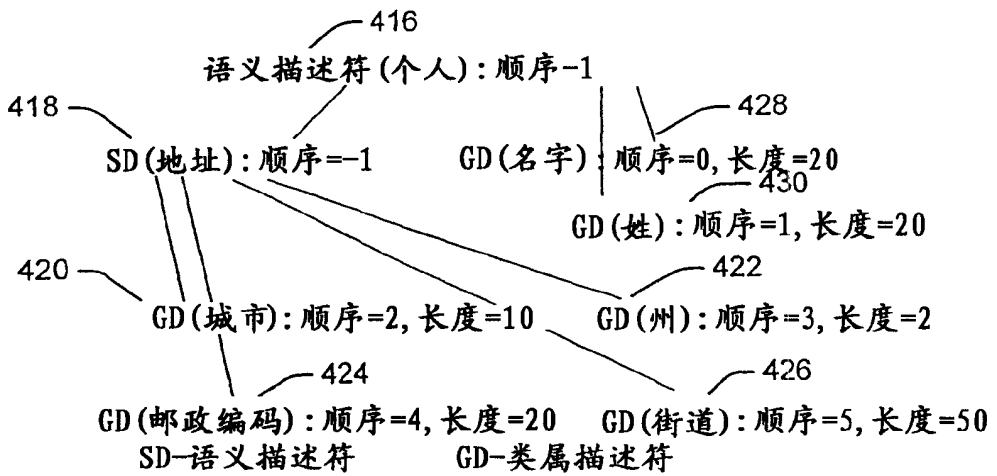 416
语义描述符(个人):顺序-1
418
428
SD(地址):顺序=-1
GD(名字):顺序=0,长度=20
430
GD(姓):顺序=1,长度=20
420
422
GD(城市):顺序=2,长度=10
GD(州):顺序=3,长度=2
424
426
GD(邮政编码):顺序=4,长度=20
GD(街道):顺序=5,长度=50
SD-语义描述符
GD-类属描述符